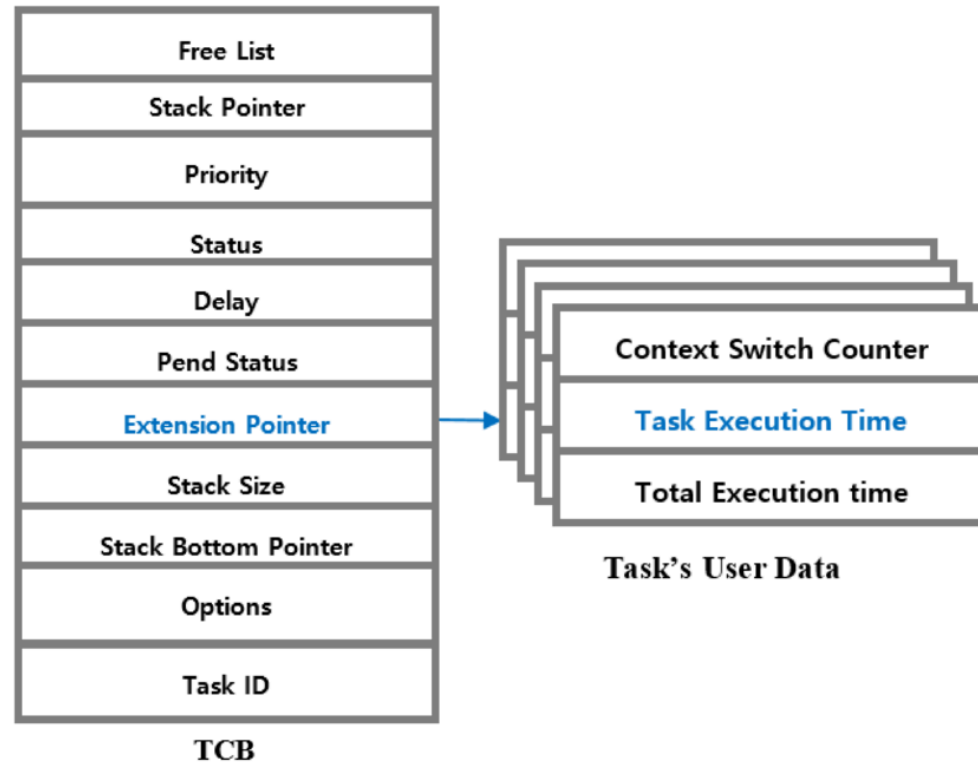 Free List
Stack Pointer
Priority
Status
Delay
Pend Status
Extension Pointer
Stack Size
Stack Bottom Pointer
Options
Task ID
TCB
Context Switch Counter
Task Execution Time
Total Execution time
Task's User Data